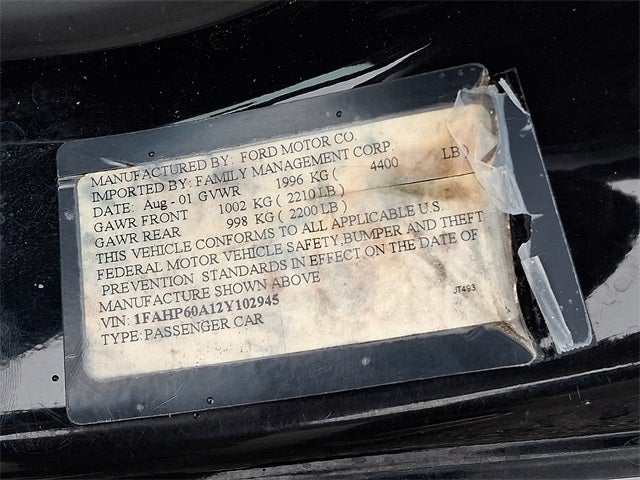 MANUFACTURED BY: FORD MOTOR CO.
IMPORTED BY: FAMILY MANAGEMENT CORP.
DATE: Aug - 01 GVWR 1996 KG ( 4400 LB)
GAWR FRONT 1002 KG ( 2210 LB )
GAWR REAR 998 KG ( 2200 LB )
THIS VEHICLE CONFORMS TO ALL APPLICABLE U.S.
FEDERAL MOTOR VEHICLE SAFETY,BUMPER AND THEFT
PREVENTION STANDARDS IN EFFECT ON THE DATE OF
MANUFACTURE SHOWN ABOVE
VIN: 1FAHP60A12Y102945
TYPE:PASSENGER CAR
JT493